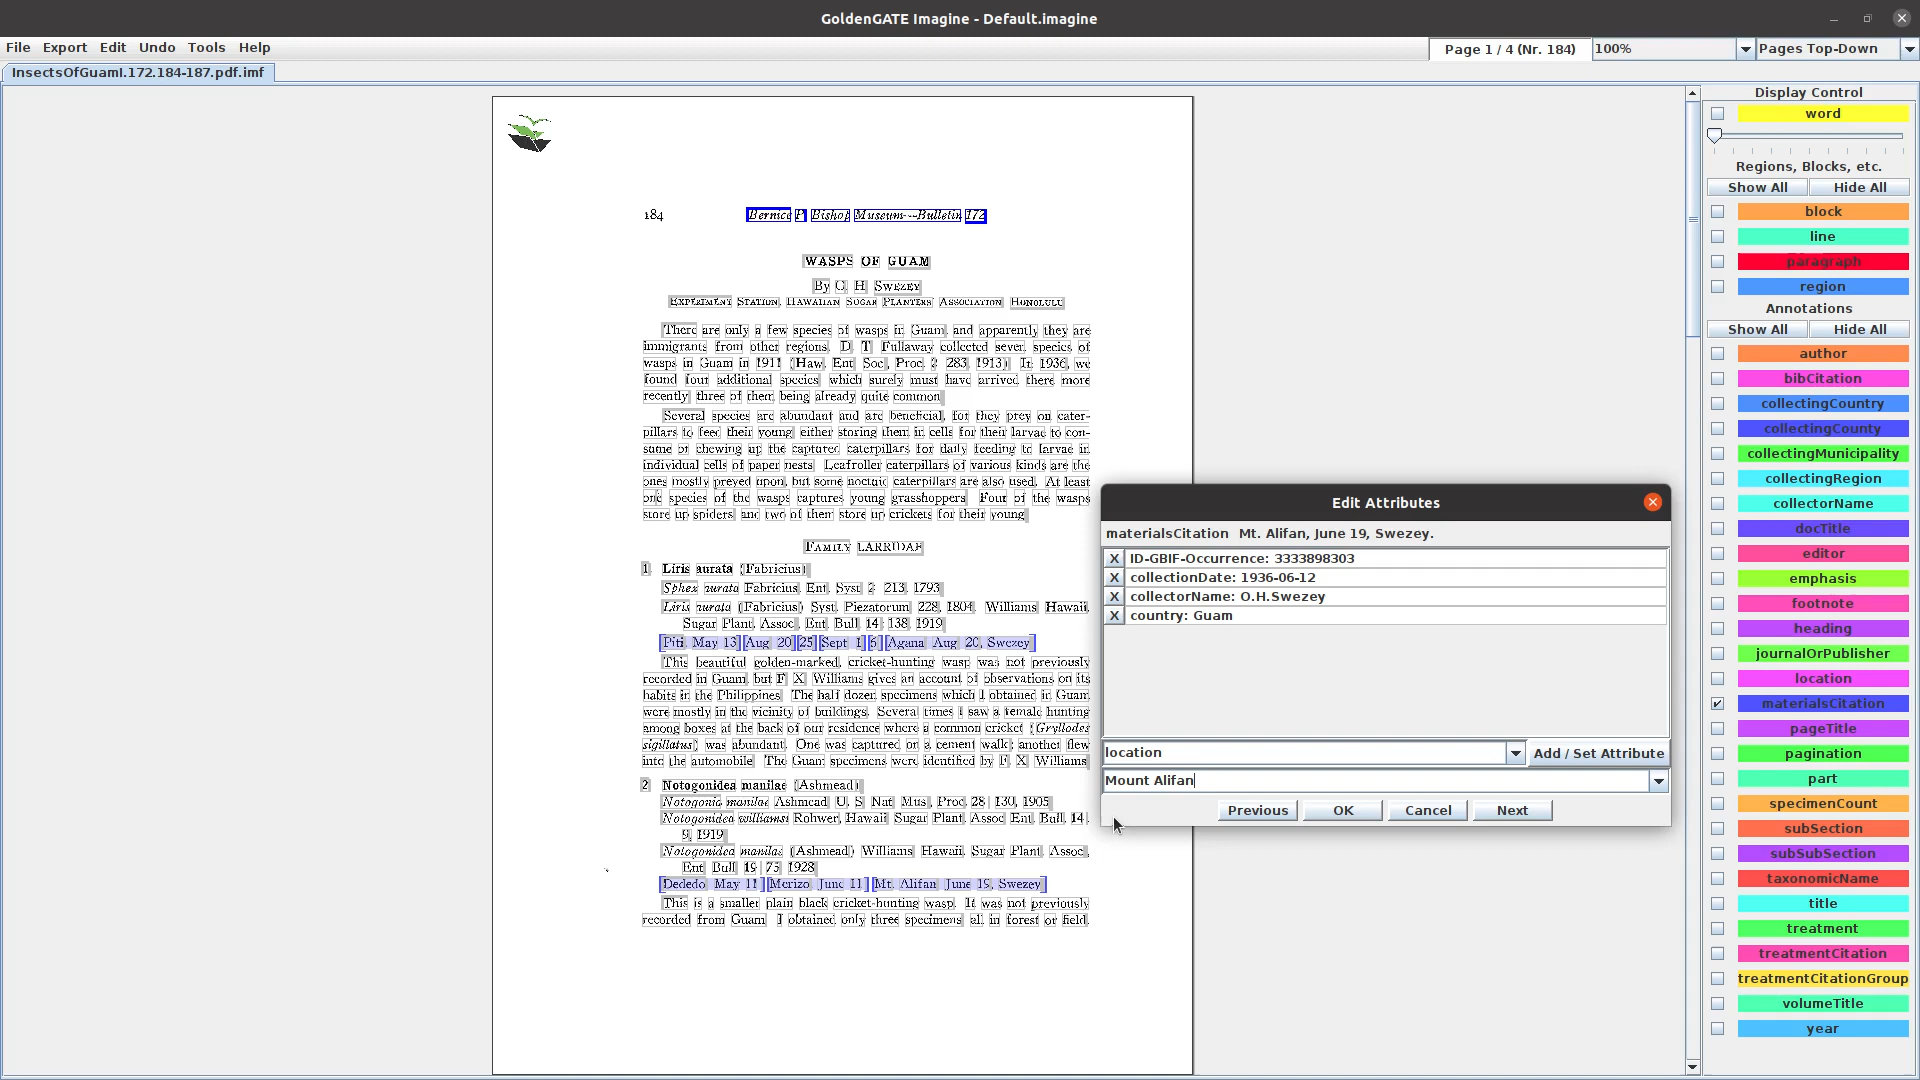 GoldenGATE Imagine - Default.imagine
File Export Edit Undo Tools Help
Page 1 / 4 (Nr. 184) 100% Pages Top-Down
InsectsOfGuamI.172.184-187.pdf.imf
184 Bernice P. Bishop Museum---Bulletin 172
WASPS OF GUAM
By O. H. SWEZEY
EXPERIMENT STATION, HAWAIIAN SUGAR PLANTERS ASSOCIATION HONOLULU
There are only a few species of wasps in Guam, and apparently they are
immigrants from other regions. D. T. Fullaway collected seven species of
wasps in Guam in 1911 (Haw. Ent. Soc., Proc. 2: 283, 1913). In 1936, we
found four additional species which surely must have arrived there more
recently, three of them being already quite common.
Several species are abundant and are beneficial, for they prey on cater-
pillars to feed their young, either storing them in cells for their larvae to con-
sume or chewing up the captured caterpillars for daily feeding to larvae in
individual cells of paper nests. Leafroller caterpillars of various kinds are the
ones mostly preyed upon, but some noctuid caterpillars are also used. At least
one species of the wasps captures young grasshoppers. Four of the wasps
store up spiders, and two of them store up crickets for their young.
FAMILY LARRIDAE
1. Liris aurata (Fabricius)
Sphex aurata Fabricius, Ent. Syst. 2: 213, 1793.
Liris aurata (Fabricius) Syst. Piezatorum 228, 1804. Williams, Hawaii.
Sugar Plant. Assoc., Ent. Bull. 14: 138, 1919.
Piti, May 13, Aug. 20, 25, Sept. 1, 6; Agana Aug. 20, Swezey.
This beautiful golden-marked, cricket-hunting wasp was not previously
recorded in Guam, but F. X. Williams gives an account of observations on its
habits in the Philippines. The half dozen specimens which I obtained in Guam
were mostly in the vicinity of buildings. Several times I saw a female hunting
among boxes at the back of our residence where a common cricket (Gryllodes
sigillatus) was abundant. One was captured on a cement walk; another flew
into the automobile. The Guam specimens were identified by F. X. Williams.
2. Notogonidea manilae (Ashmead)
Notogonia manilae Ashmead, U. S. Nat. Mus., Proc. 28: 130, 1905.
Notogonidea williamsi Rohwer, Hawaii. Sugar Plant. Assoc. Ent. Bull. 14:
9, 1919.
Notogonidea manilae (Ashmead) Williams, Hawaii. Sugar Plant. Assoc.,
Ent. Bull. 19: 75, 1928.
Dededo, May 11; Merizo, June 11; Mt. Alifan, June 19, Swezey.
This is a smaller plain black cricket-hunting wasp. It was not previously
recorded from Guam. I obtained only three specimens, all in forest or field.
Edit Attributes
materialsCitation Mt. Alifan, June 19, Swezey.
X ID-GBIF-Occurrence: 3333898303
X collectionDate: 1936-06-12
X collectorName: O.H.Swezey
X country: Guam
location Add / Set Attribute
Mount Alifan
Previous OK Cancel Next
Display Control
word
Regions, Blocks, etc.
Show All Hide All
block
line
paragraph
region
Annotations
Show All Hide All
author
bibCitation
collectingCountry
collectingCounty
collectingMunicipality
collectingRegion
collectorName
docTitle
editor
emphasis
footnote
heading
journalOrPublisher
location
materialsCitation
pageTitle
pagination
part
specimenCount
subSection
subSubSection
taxonomicName
title
treatment
treatmentCitation
treatmentCitationGroup
volumeTitle
year